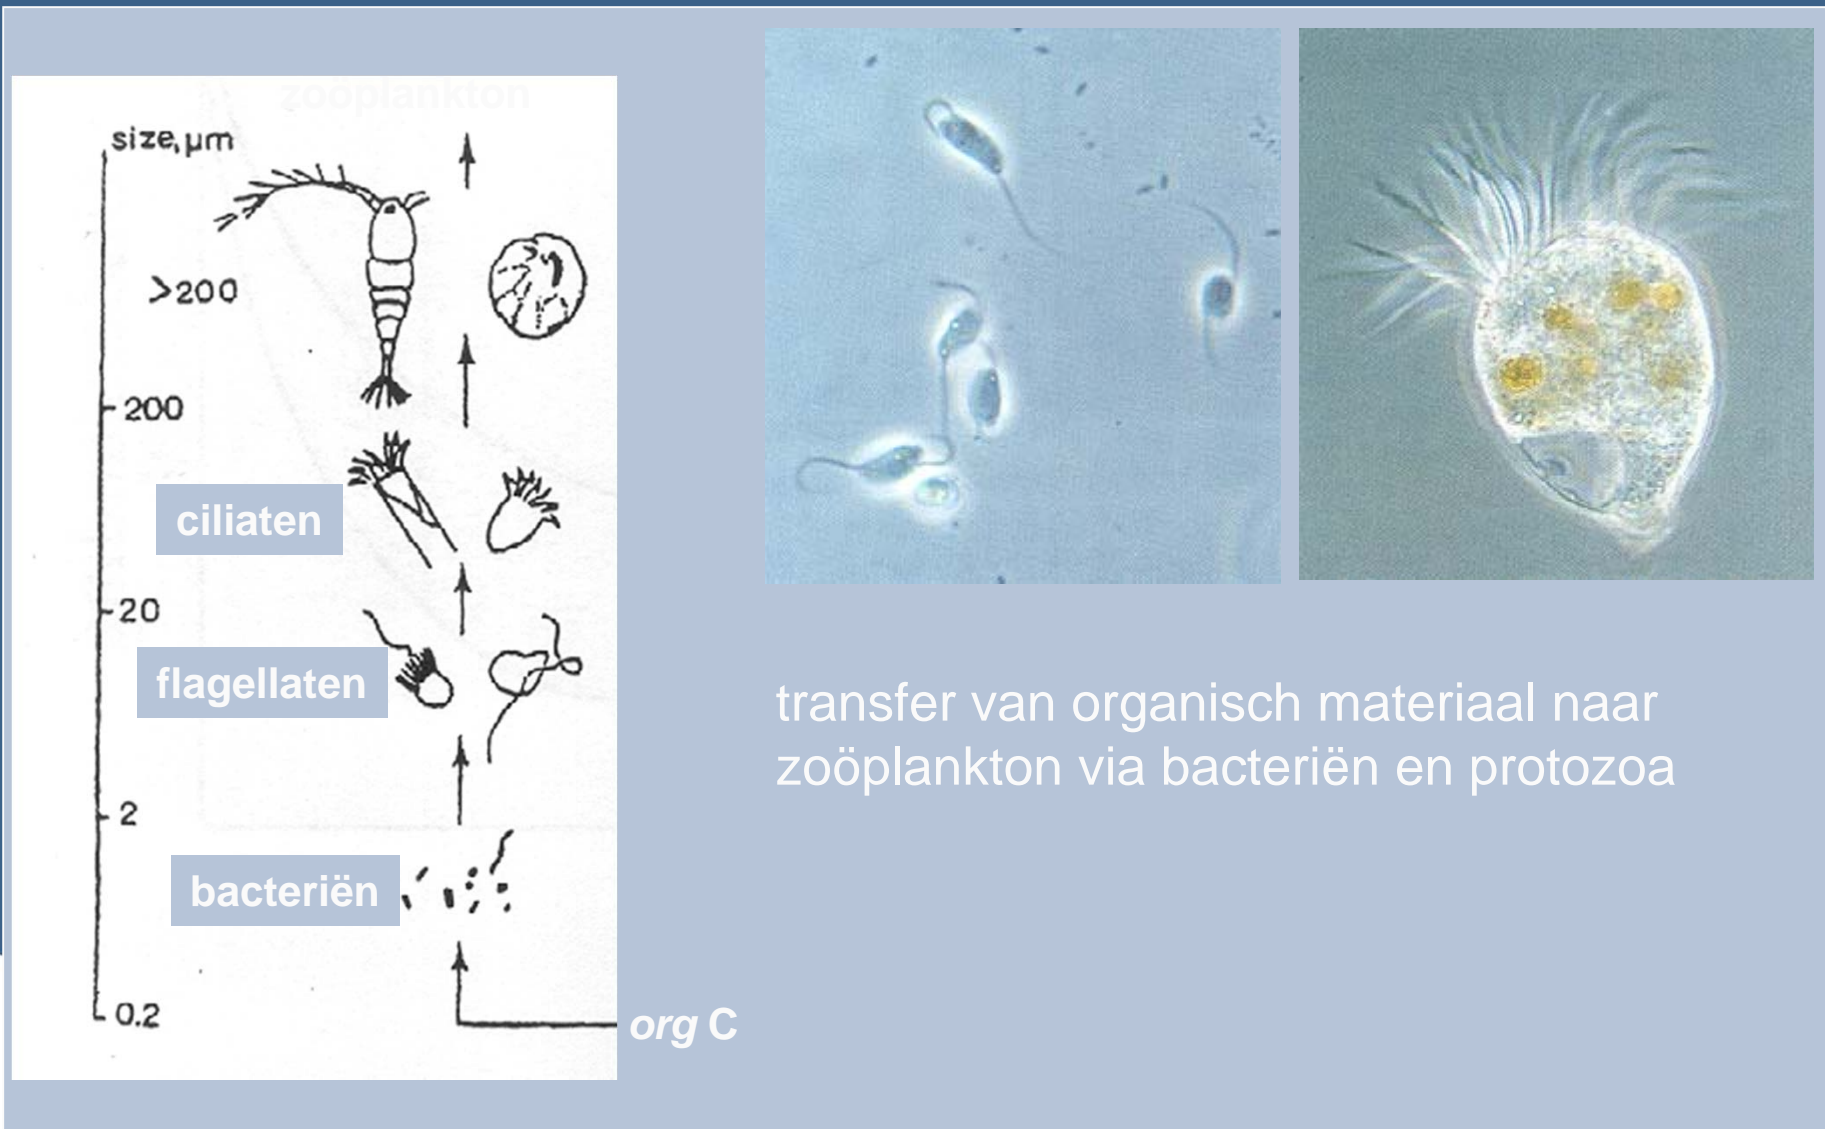 zoöplankton
size,µm
>200
200
ciliaten
20
flagellaten
2
bacteriën
0.2
org C
transfer van organisch materiaal naar
zoöplankton via bacteriën en protozoa